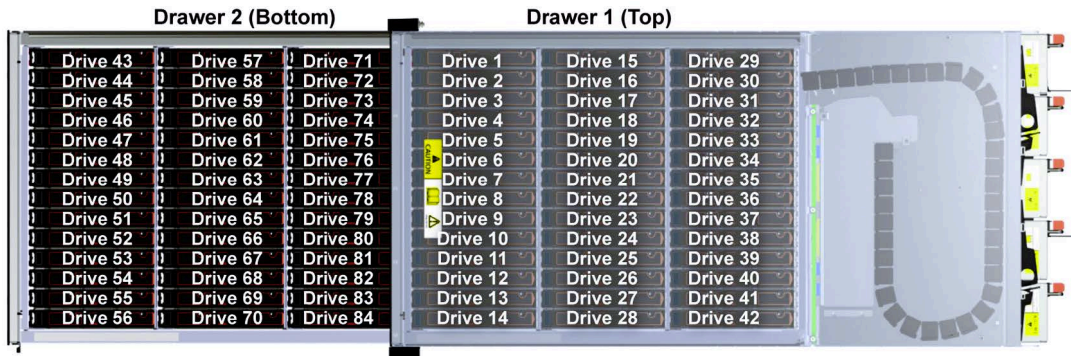 Drawer 2 (Bottom) Drawer 1 (Top)
Drive 43 Drive 57 Drive 71 Drive 1 Drive 15 Drive 29
Drive 44 Drive 58 Drive 72 Drive 2 Drive 16 Drive 30
Drive 45 Drive 59 Drive 73 Drive 3 Drive 17 Drive 31
Drive 46 Drive 60 Drive 74 Drive 4 Drive 18 Drive 32
Drive 47 Drive 61 Drive 75 Drive 5 Drive 19 Drive 33
Drive 48 Drive 62 Drive 76 Drive 6 Drive 20 Drive 34
Drive 49 Drive 63 Drive 77 Drive 7 Drive 21 Drive 35
Drive 50 Drive 64 Drive 78 Drive 8 Drive 22 Drive 36
Drive 51 Drive 65 Drive 79 Drive 9 Drive 23 Drive 37
Drive 52 Drive 66 Drive 80 Drive 10 Drive 24 Drive 38
Drive 53 Drive 67 Drive 81 Drive 11 Drive 25 Drive 39
Drive 54 Drive 68 Drive 82 Drive 12 Drive 26 Drive 40
Drive 55 Drive 69 Drive 83 Drive 13 Drive 27 Drive 41
Drive 56 Drive 70 Drive 84 Drive 14 Drive 28 Drive 42
CAUTION